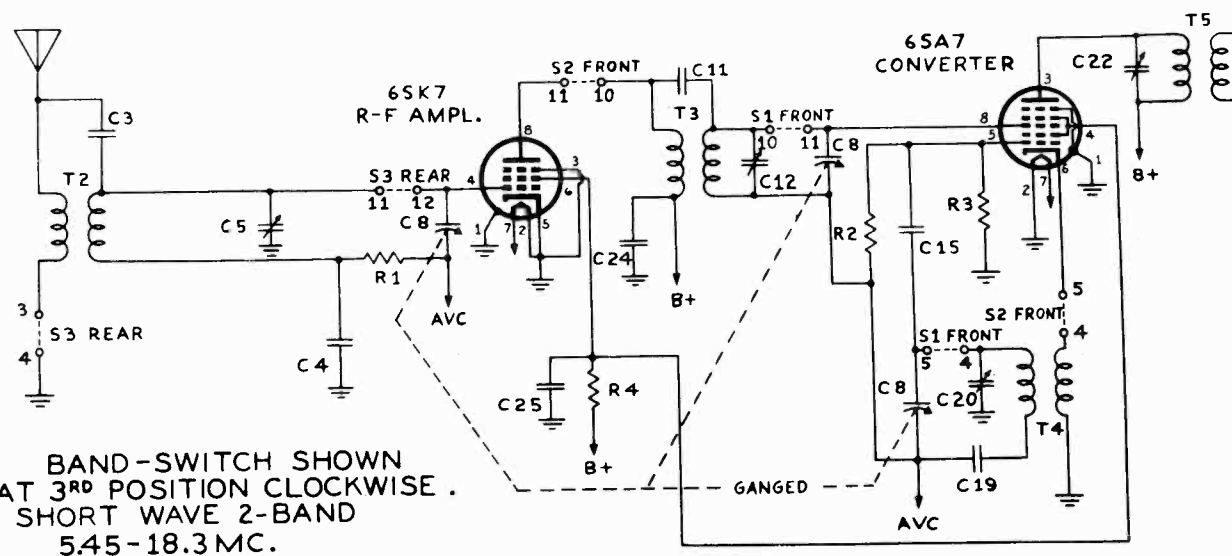 T5
6SA7
CONVERTER
C22
3
S2 FRONT
11 10
C11
6SK7
R-F AMPL.
C3
8
T3
S1 FRONT
10 11
C8
8
5
4
1
6
2
7
B+
T2
3
6
4
S3 REAR
11 12
C5
C8
1
7
2
5
C12
R2
C15
R3
R1
C24
B+
AVC
3
S3 REAR
4
C4
5
S2 FRONT
4
S1 FRONT
5 4
C25
R4
C8
C20
T4
B+
GANGED
C19
AVC
BAND-SWITCH SHOWN
AT 3RD POSITION CLOCKWISE.
SHORT WAVE 2-BAND
5.45-18.3 MC.